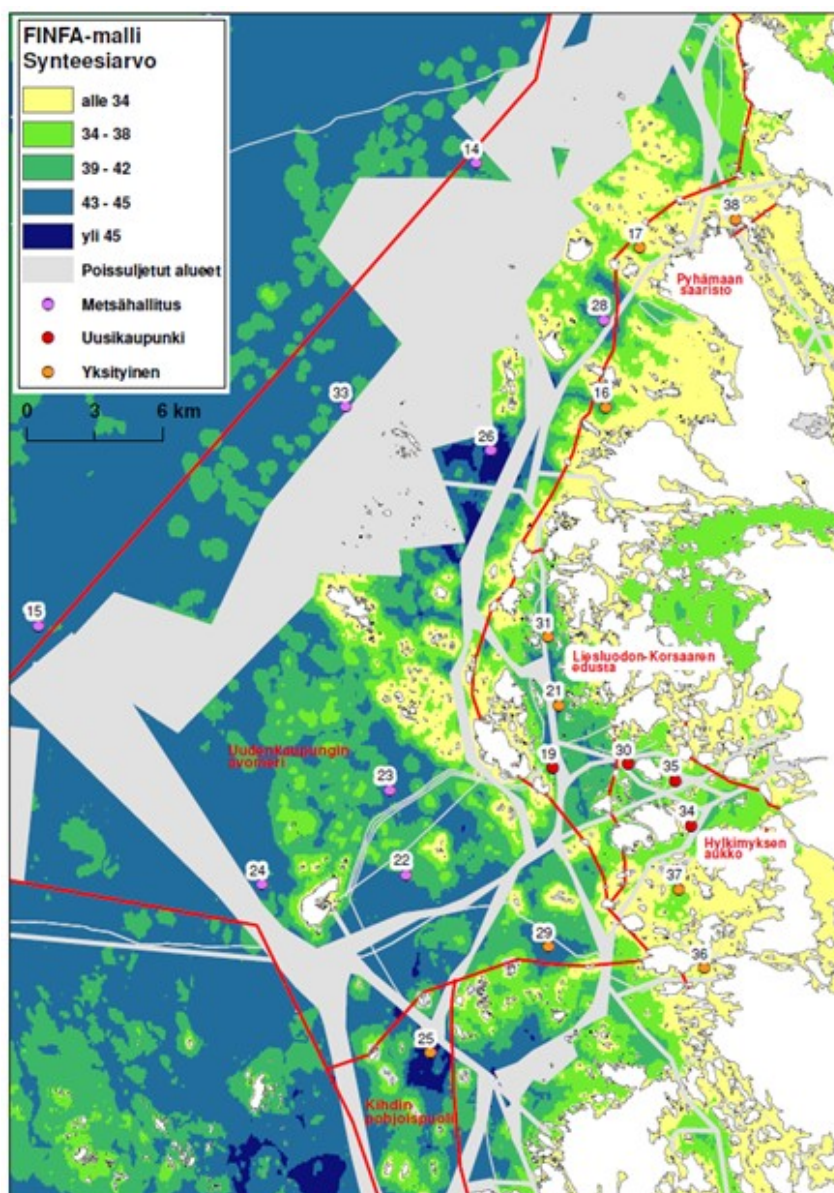 FINFA-malli
Synteesiarvo
alle 34
34 - 38
39 - 42
43 - 45
yli 45
Poissuljetut alueet
Metsähallitus
Uusikaupunki
Yksityinen
0 3 6 km
14
38
17
Pyhämaan
saaristo
28
33
16
26
15
31
Liesluodon-Korsaaren
edusta
21
Uudenkaupungin
avomeri
19
30
35
23
34
Hylkimyksen
aukko
22
24
37
29
36
25
Kihdin
pohjoispuoli